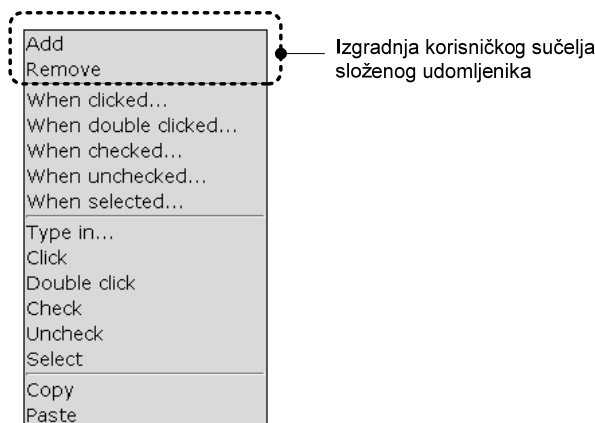 Add
Remove
When clicked...
When double clicked...
When checked...
When unchecked...
When selected...
Type in...
Click
Double click
Check
Uncheck
Select
Copy
Paste
Izgradnja korisničkog sučelja
složenog udomljenika